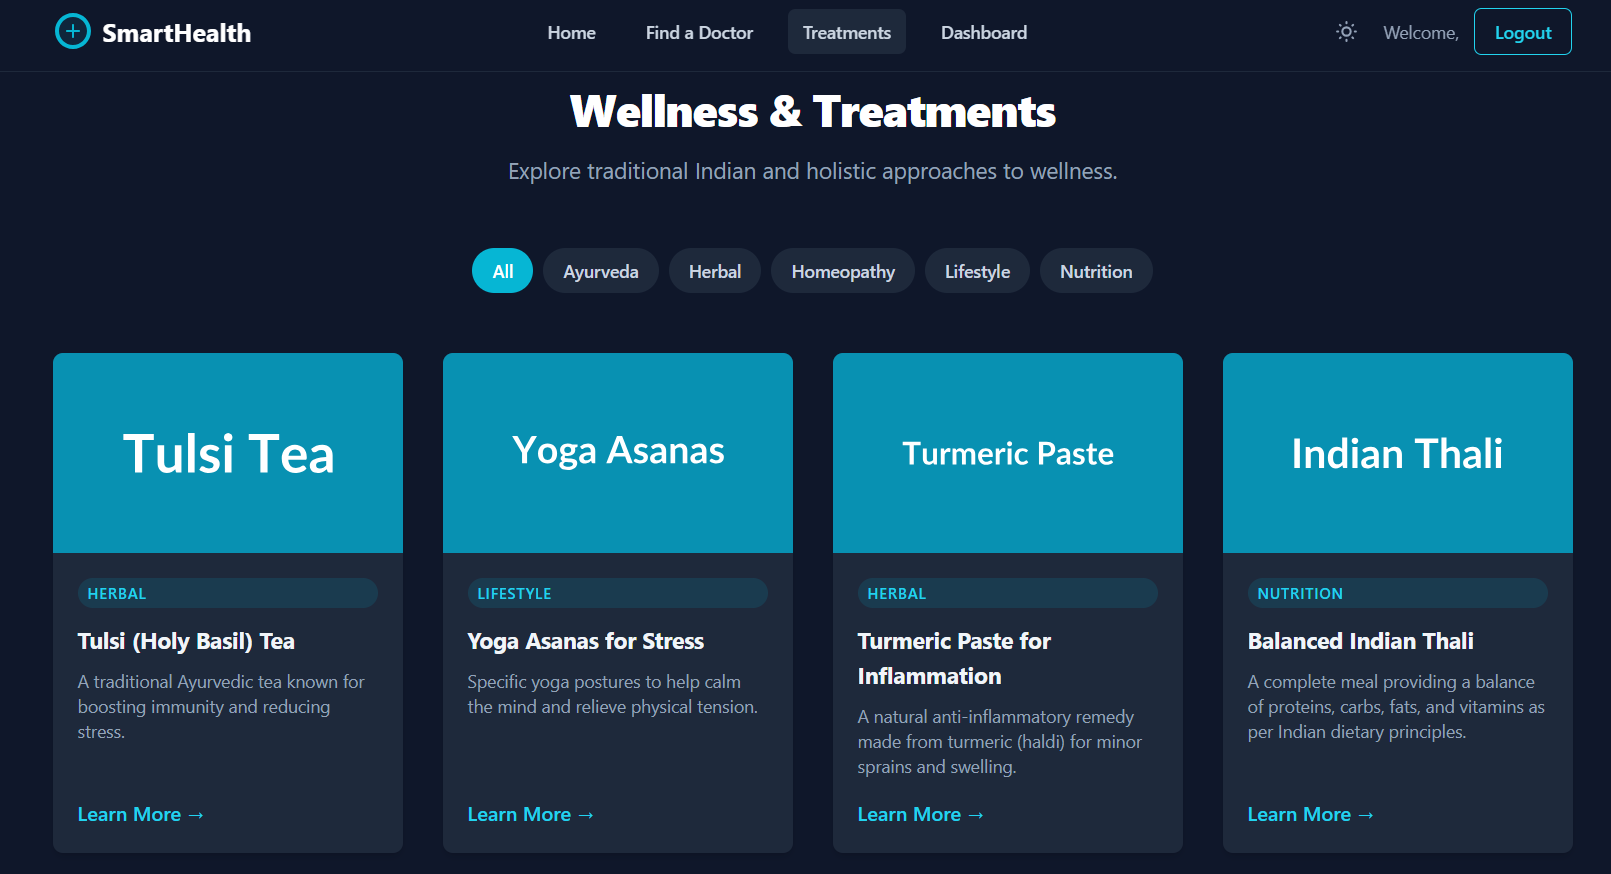 SmartHealth
Home
Find a Doctor
Treatments
Dashboard
Welcome,
Logout
Wellness & Treatments
Explore traditional Indian and holistic approaches to wellness.
All
Ayurveda
Herbal
Homeopathy
Lifestyle
Nutrition
Tulsi Tea
HERBAL
Tulsi (Holy Basil) Tea
A traditional Ayurvedic tea known for
boosting immunity and reducing
stress.
Learn More →
Yoga Asanas
LIFESTYLE
Yoga Asanas for Stress
Specific yoga postures to help calm
the mind and relieve physical tension.
Learn More →
Turmeric Paste
HERBAL
Turmeric Paste for
Inflammation
A natural anti-inflammatory remedy
made from turmeric (haldi) for minor
sprains and swelling.
Learn More →
Indian Thali
NUTRITION
Balanced Indian Thali
A complete meal providing a balance
of proteins, carbs, fats, and vitamins as
per Indian dietary principles.
Learn More →